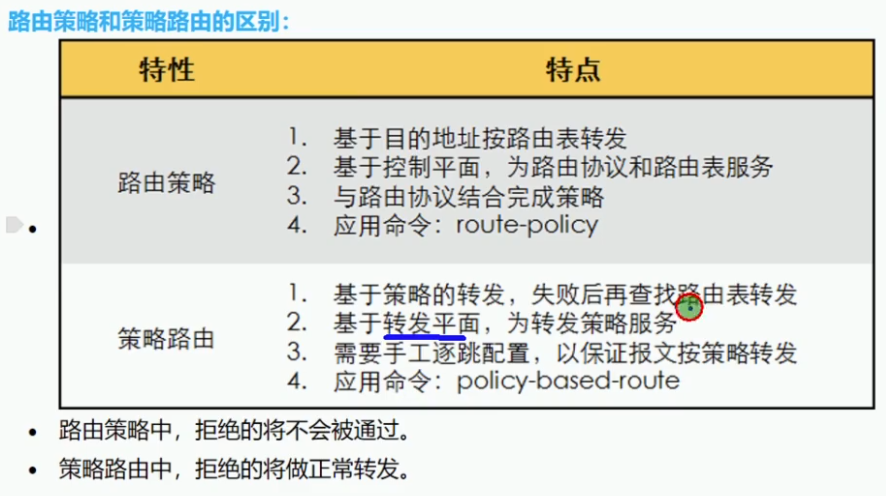 路由策略和策略路由的区别：
特性 特点
路由策略
1. 基于目的地址按路由表转发
2. 基于控制平面，为路由协议和路由表服务
3. 与路由协议结合完成策略
4. 应用命令：route-policy
策略路由
1. 基于策略的转发，失败后再查找路由表转发
2. 基于转发平面，为转发策略服务
3. 需要手工逐跳配置，以保证报文按策略转发
4. 应用命令：policy-based-route
• 路由策略中，拒绝的将不会被通过。
• 策略路由中，拒绝的将做正常转发。